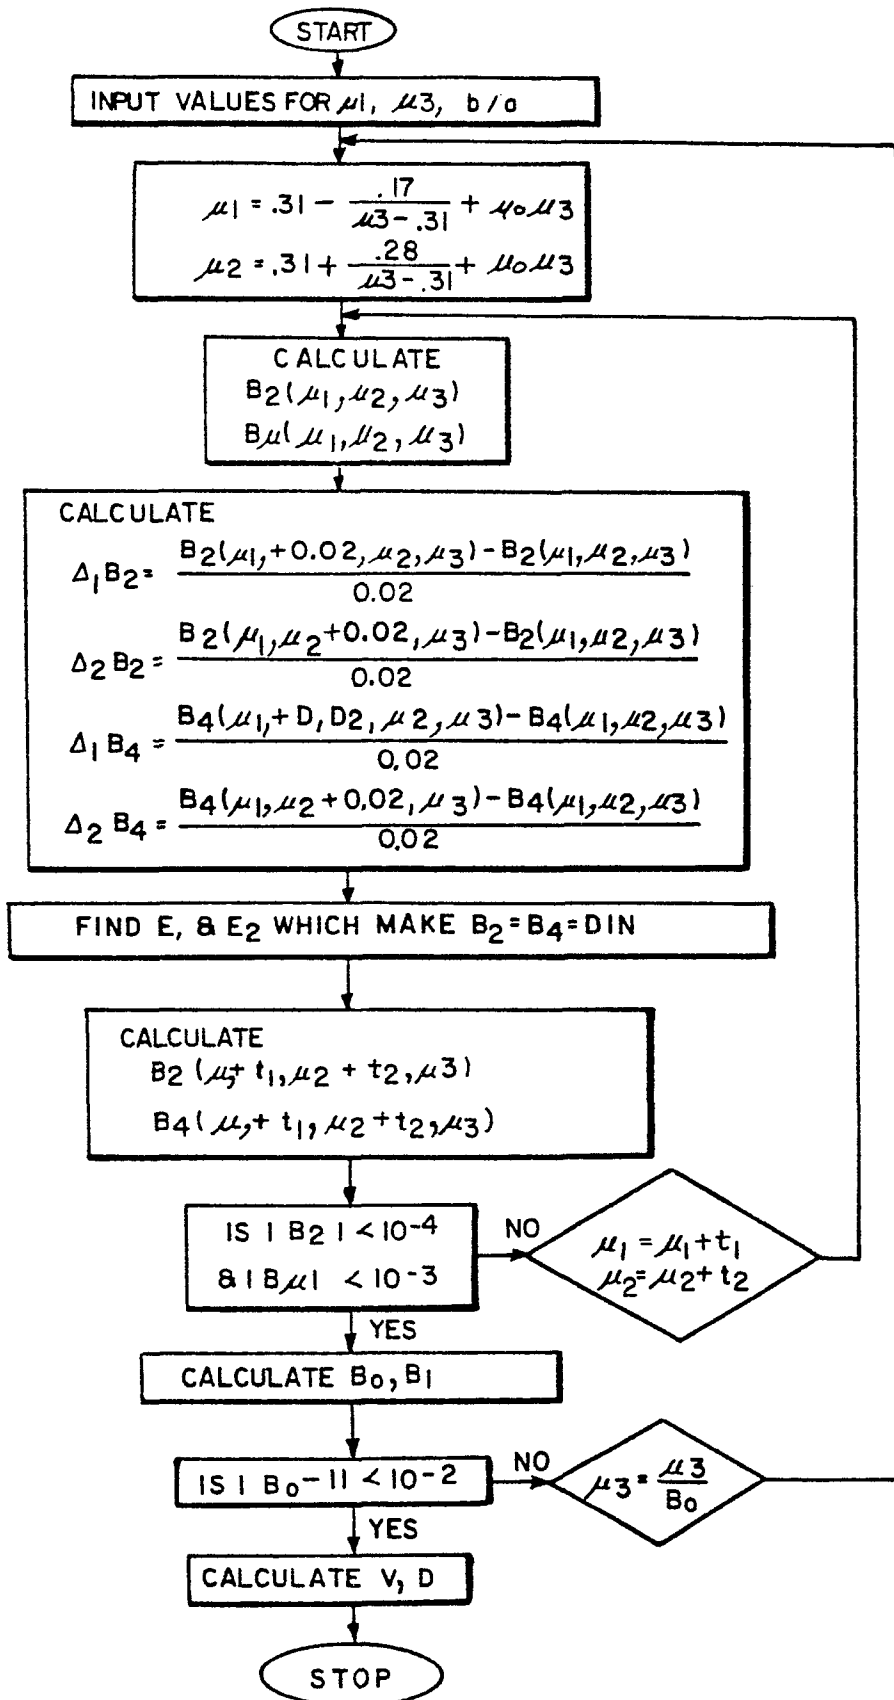 START
INPUT VALUES FOR μ1, μ3, b/a
μ1 = .31 - .17/(μ3-.31) + μoμ3
μ2 = .31 + .28/(μ3-.31) + μoμ3
CALCULATE
B2(μ1,μ2,μ3)
Bμ(μ1,μ2,μ3)
CALCULATE
Δ1B2= B2(μ1,+0.02,μ2,μ3)-B2(μ1,μ2,μ3)/0.02
Δ2B2= B2(μ1,μ2+0.02,μ3)-B2(μ1,μ2,μ3)/0.02
Δ1B4= B4(μ1,+D,D2,μ2,μ3)-B4(μ1,μ2,μ3)/0.02
Δ2B4= B4(μ1,μ2+0.02,μ3)-B4(μ1,μ2,μ3)/0.02
FIND E, & E2 WHICH MAKE B2=B4=DIN
CALCULATE
B2(μ,+t1,μ2+t2,μ3)
B4(μ,+t1,μ2+t2,μ3)
IS | B2 | <10-4
& | Bμ| <10-3
NO
μ1=μ1+t1
μ2=μ2+t2
YES
CALCULATE Bo,B1
IS | Bo-1| <10-2
NO
μ3= μ3/Bo
YES
CALCULATE V, D
STOP